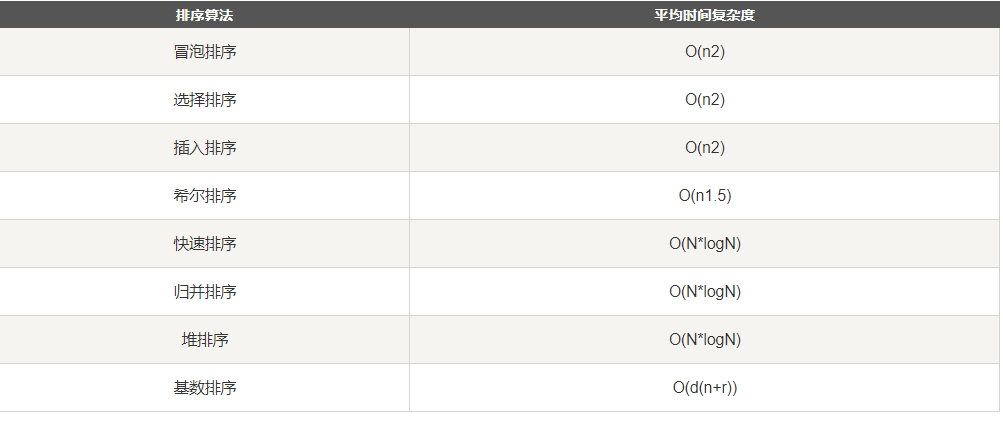 排序算法 平均时间复杂度
冒泡排序 O(n2)
选择排序 O(n2)
插入排序 O(n2)
希尔排序 O(n1.5)
快速排序 O(N*logN)
归并排序 O(N*logN)
堆排序 O(N*logN)
基数排序 O(d(n+r))